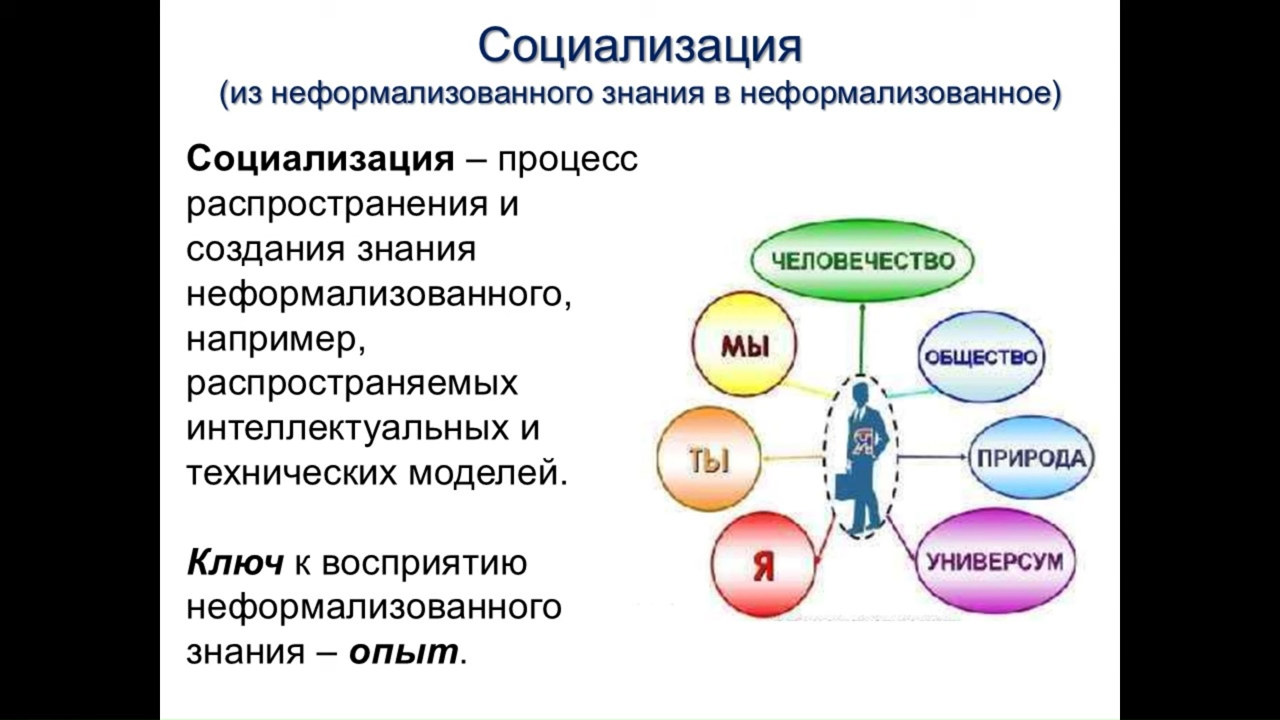 Социализация
(из неформализованного знания в неформализованное)
Социализация – процесс
распространения и
создания знания
неформализованного,
например,
распространяемых
интеллектуальных и
технических моделей.
Ключ к восприятию
неформализованного
знания – опыт.
ЧЕЛОВЕЧЕСТВО
МЫ
ОБЩЕСТВО
Я
ТЫ
ПРИРОДА
Я
УНИВЕРСУМ